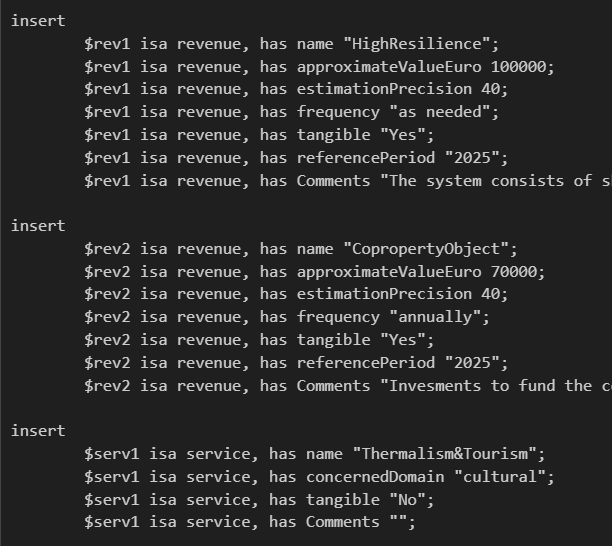 insert
$rev1 isa revenue, has name "HighResilience";
$rev1 isa revenue, has approximateValueEuro 100000;
$rev1 isa revenue, has estimationPrecision 40;
$rev1 isa revenue, has frequency "as needed";
$rev1 isa revenue, has tangible "Yes";
$rev1 isa revenue, has referencePeriod "2025";
$rev1 isa revenue, has Comments "The system consists of
insert
$rev2 isa revenue, has name "CopropertyObject";
$rev2 isa revenue, has approximateValueEuro 70000;
$rev2 isa revenue, has estimationPrecision 40;
$rev2 isa revenue, has frequency "annually";
$rev2 isa revenue, has tangible "Yes";
$rev2 isa revenue, has referencePeriod "2025";
$rev2 isa revenue, has Comments "Invesments to fund the
insert
$serv1 isa service, has name "Thermalism&Tourism";
$serv1 isa service, has concernedDomain "cultural";
$serv1 isa service, has tangible "No";
$serv1 isa service, has Comments "";